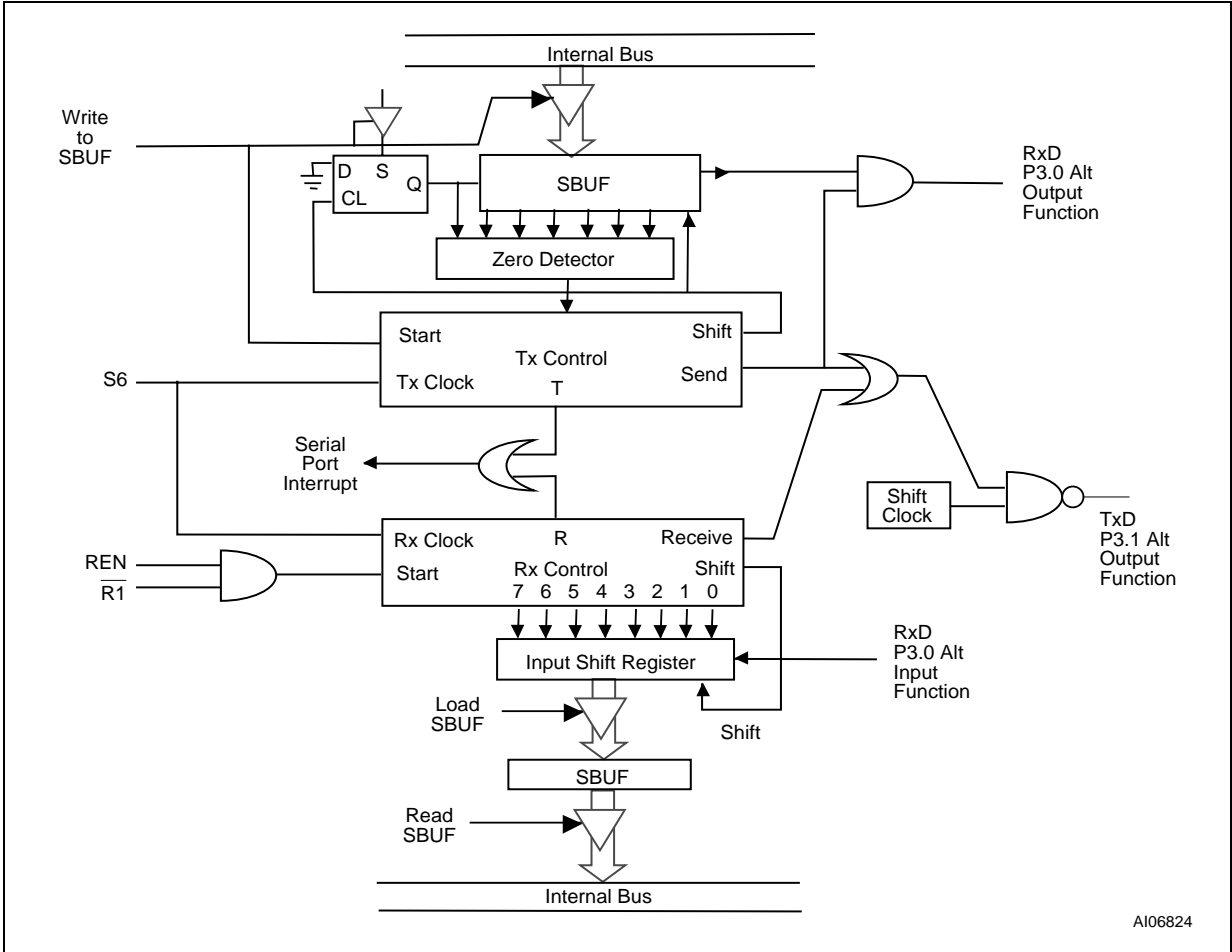 Internal Bus
Write
to
SBUF
D S
Q
CL
SBUF
RxD
P3.0 Alt
Output
Function
Zero Detector
Start
Shift
Tx Control
S6
Tx Clock
T
Send
Serial
Port
Interrupt
Shift
Clock
TxD
P3.1 Alt
Output
Function
Rx Clock
R
Receive
REN
R1
Start
Rx Control
Shift
7 6 5 4 3 2 1 0
Input Shift Register
RxD
P3.0 Alt
Input
Function
Load
SBUF
Shift
SBUF
Read
SBUF
Internal Bus
AI06824